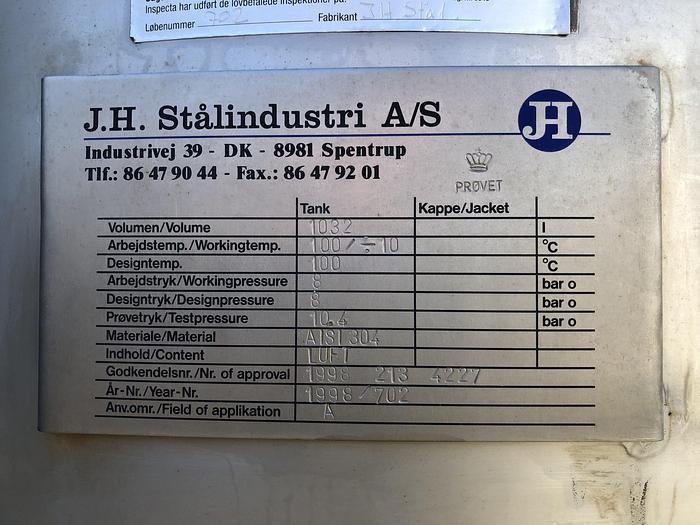 Inspecta har udført de lovbefalede inspektioner på:
Løbenummer 702 Fabrikant JH Stål.
J.H. Stålindustri A/S JH
Industrivej 39 - DK - 8981 Spentrup
Tlf.: 86 47 90 44 - Fax.: 86 47 92 01
PRØVET
Tank Kappe/Jacket
Volumen/Volume 1032 l
Arbejdstemp./Workingtemp. 100 / ÷ 10 °C
Designtemp. 100 °C
Arbejdstryk/Workingpressure 8 bar o
Designtryk/Designpressure 8 bar o
Prøvetryk/Testpressure 10.4 bar o
Materiale/Material AISI 304
Indhold/Content LUFT
Godkendelsnr./Nr. of approval 1998 213 4227
År-Nr./Year-Nr. 1998/702
Anv.omr./Field of applikation A